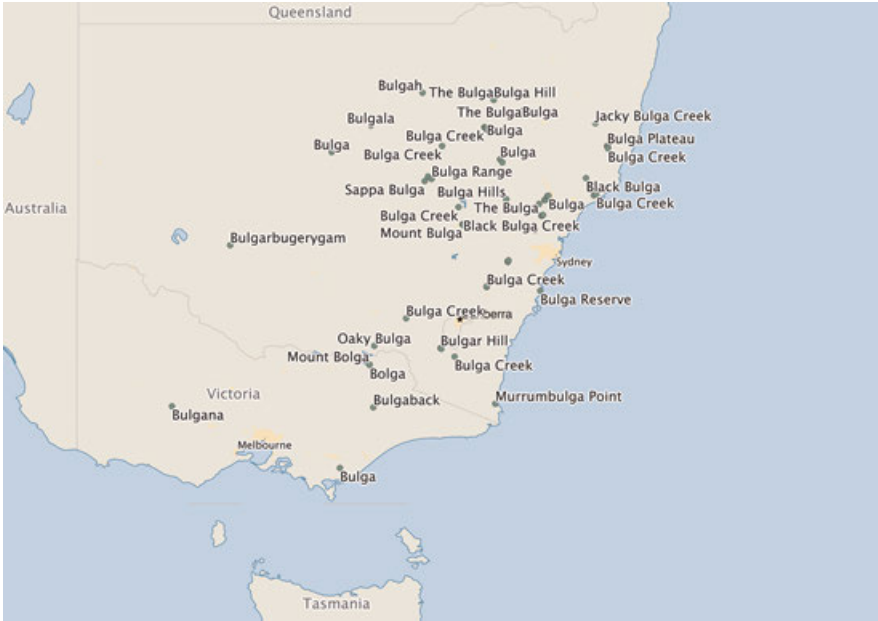 Queensland
Bulgah
The Bulga
Bulga Hill
The Bulga
Bulga
Bulgala
Jacky Bulga Creek
Bulga Creek
Bulga
Bulga Plateau
Bulga
Bulga Creek
Bulga
Bulga Creek
Bulga Range
Sappa Bulga
Bulga Hills
Black Bulga
Australia
The Bulga
Bulga
Bulga Creek
Bulga Creek
Mount Bulga
Black Bulga Creek
Bulgarbugerygam
Sydney
Bulga Creek
Bulga Reserve
Bulga Creek
Oaky Bulga
Bulgar Hill
Mount Bolga
Bolga
Bulga Creek
Victoria
Bulgaback
Murrumbulga Point
Bulgana
Melbourne
Bulga
Tasmania